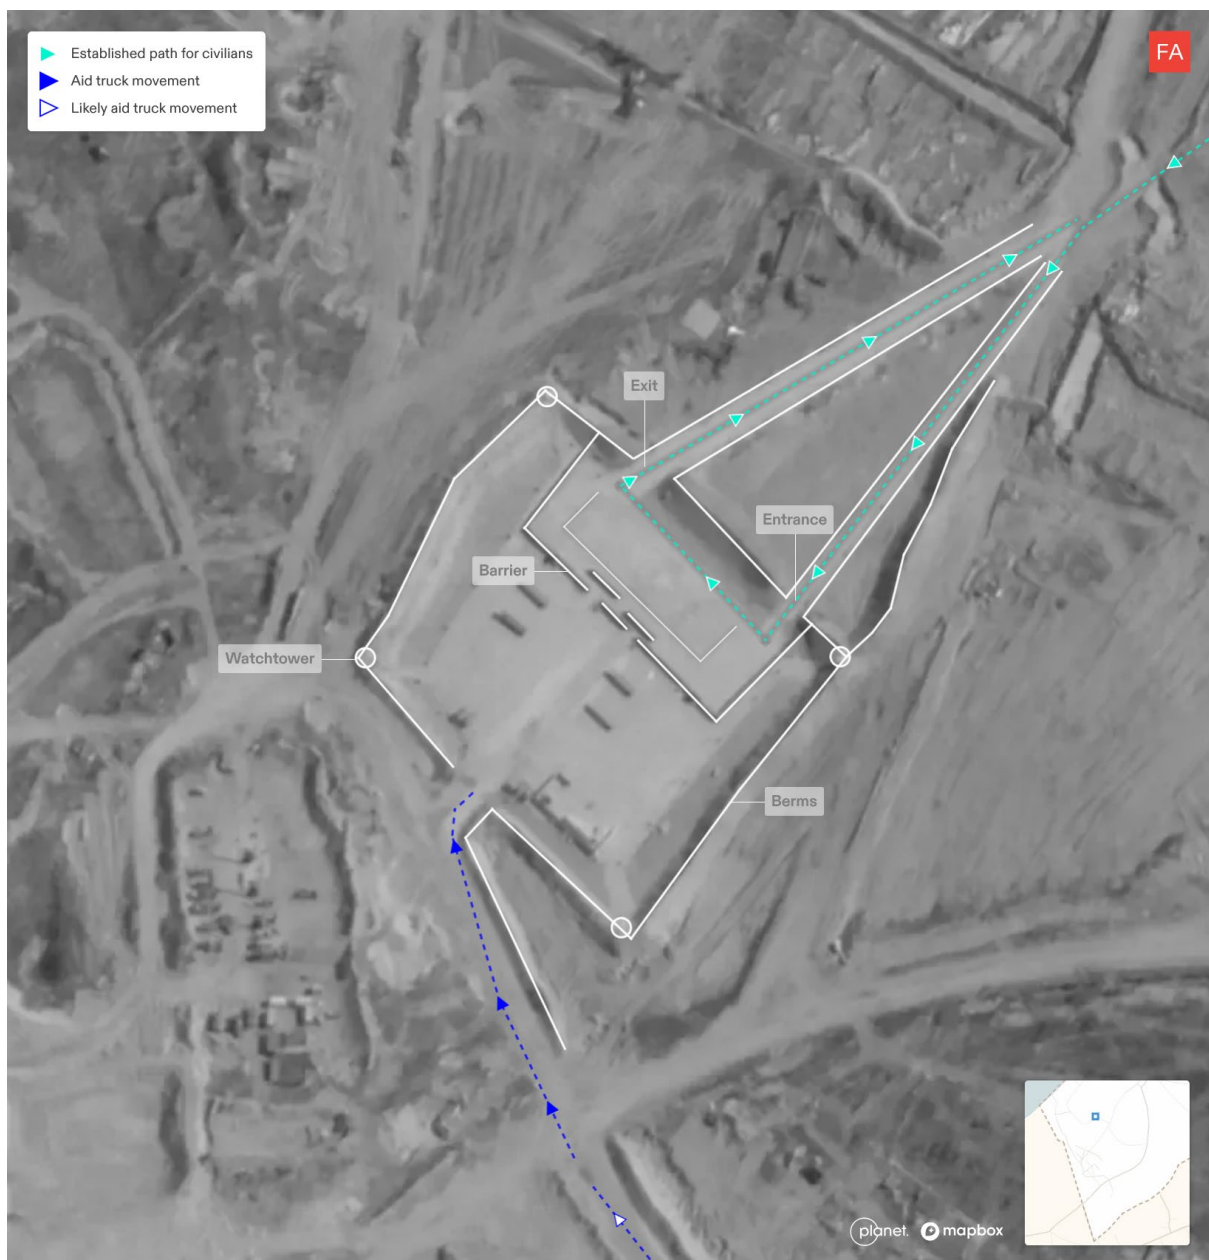 Established path for civilians
Aid truck movement
Likely aid truck movement
FA
Exit
Entrance
Barrier
Watchtower
Berms
planet. mapbox